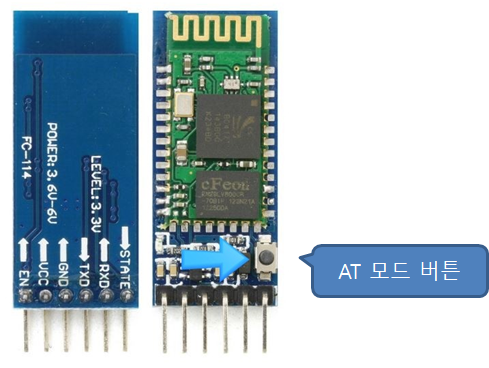 FC-114
POWER:3.6V-6V
LEVEL:3.3V
EN
VCC
GND
TXD
RXD
STATE
cFeon
AT 모드 버튼